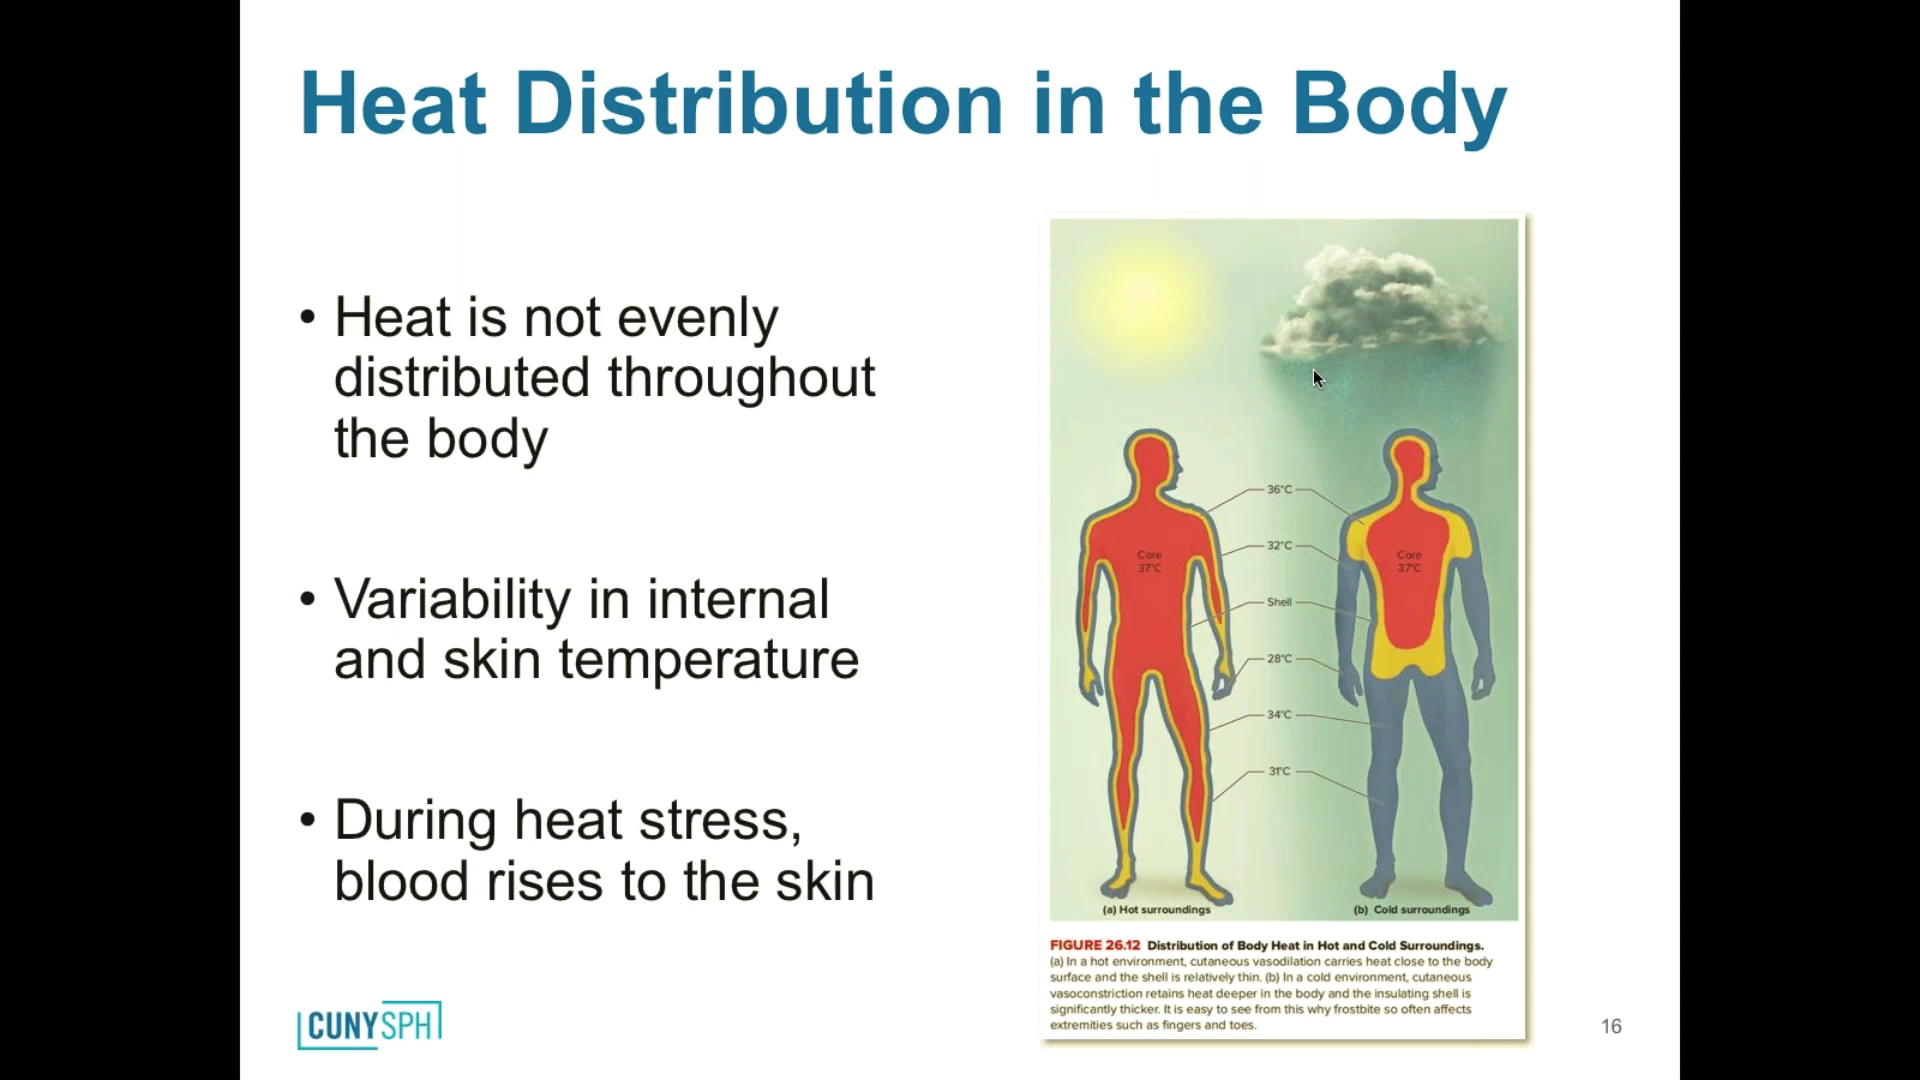 Heat Distribution in the Body
• Heat is not evenly
distributed throughout
the body
• Variability in internal
and skin temperature
• During heat stress,
blood rises to the skin
36°C
32°C
Core
37°C
Core
37°C
Shell
28°C
34°C
31°C
(a) Hot surroundings
(b) Cold surroundings
FIGURE 26.12 Distribution of Body Heat in Hot and Cold Surroundings.
(a) In a hot environment, cutaneous vasodilation carries heat close to the body
surface and the shell is relatively thin. (b) In a cold environment, cutaneous
vasoconstriction retains heat deeper in the body and the insulating shell is
significantly thicker. It is easy to see from this why frostbite so often affects
extremities such as fingers and toes.
CUNYSPH
16